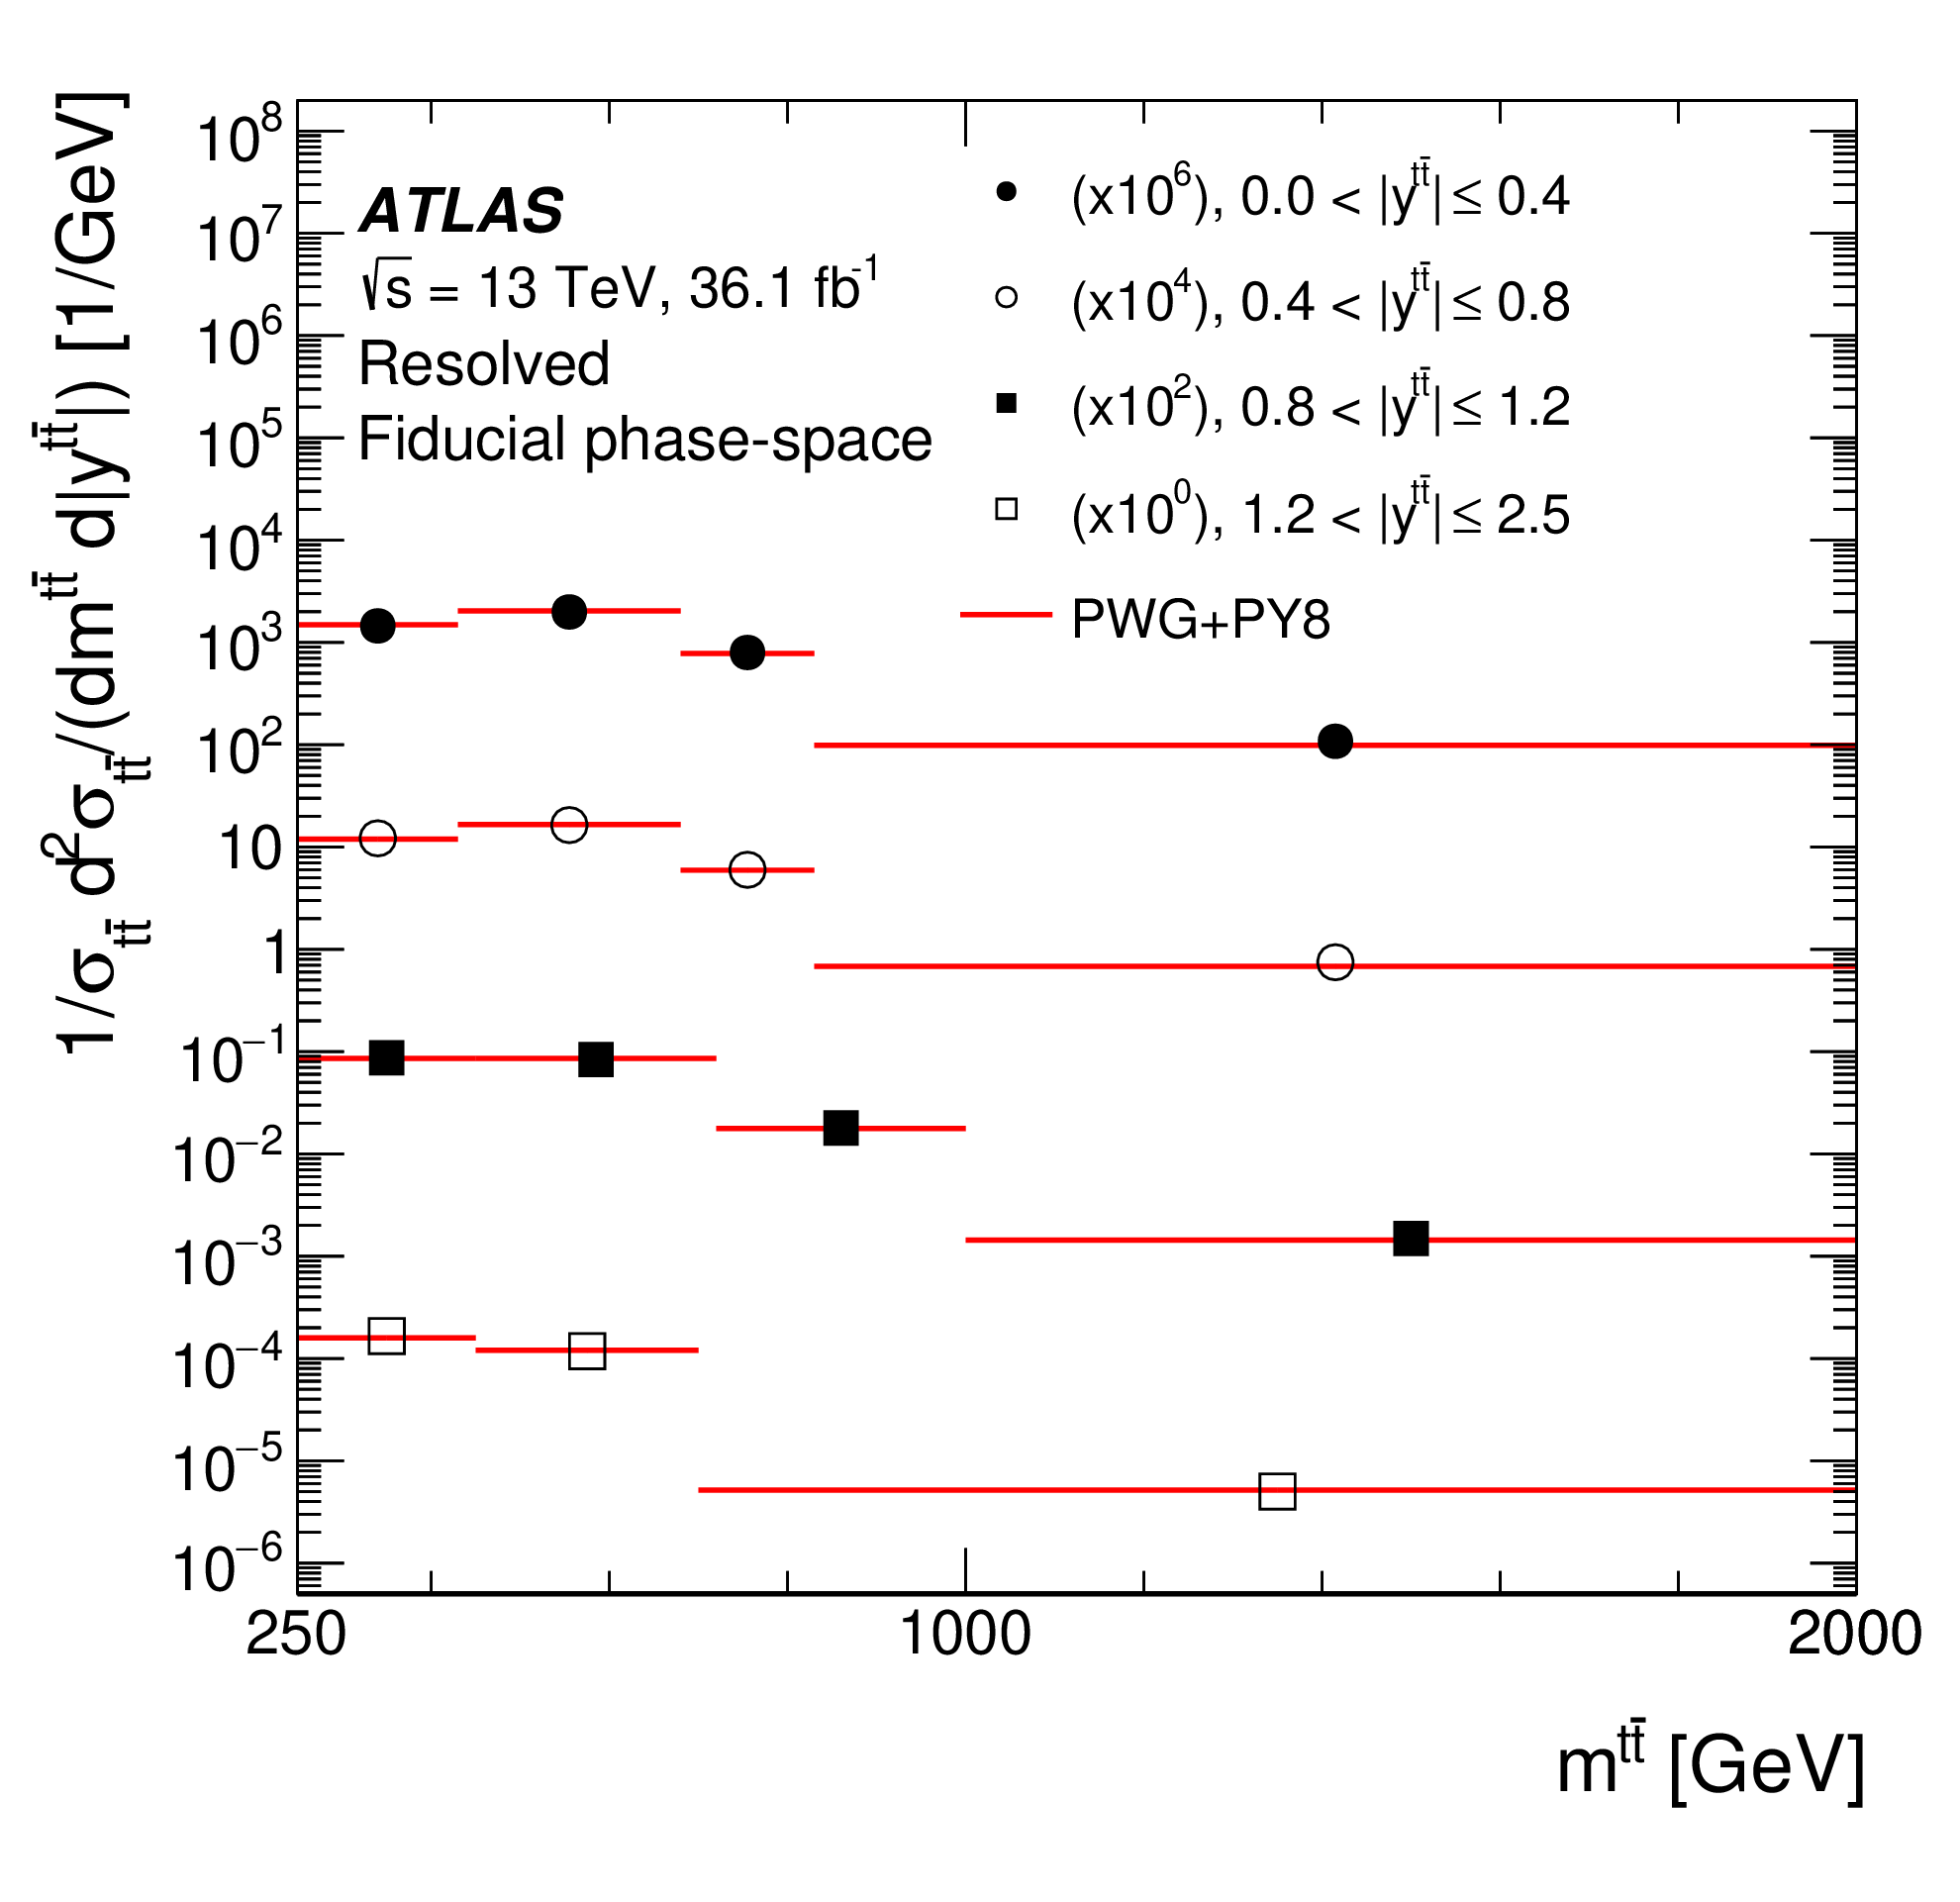 1/σ_tt̄ d²σ_tt̄/(dm^tt̄ d|y^tt̄|) [1/GeV]
10⁸
10⁷
10⁶
10⁵
10⁴
10³
10²
10
1
10⁻¹
10⁻²
10⁻³
10⁻⁴
10⁻⁵
10⁻⁶
ATLAS
√s = 13 TeV, 36.1 fb⁻¹
Resolved
Fiducial phase-space
(x10⁶), 0.0 < |y^tt̄| ≤ 0.4
(x10⁴), 0.4 < |y^tt̄| ≤ 0.8
(x10²), 0.8 < |y^tt̄| ≤ 1.2
(x10⁰), 1.2 < |y^tt̄| ≤ 2.5
PWG+PY8
250 1000 2000
m^tt̄ [GeV]